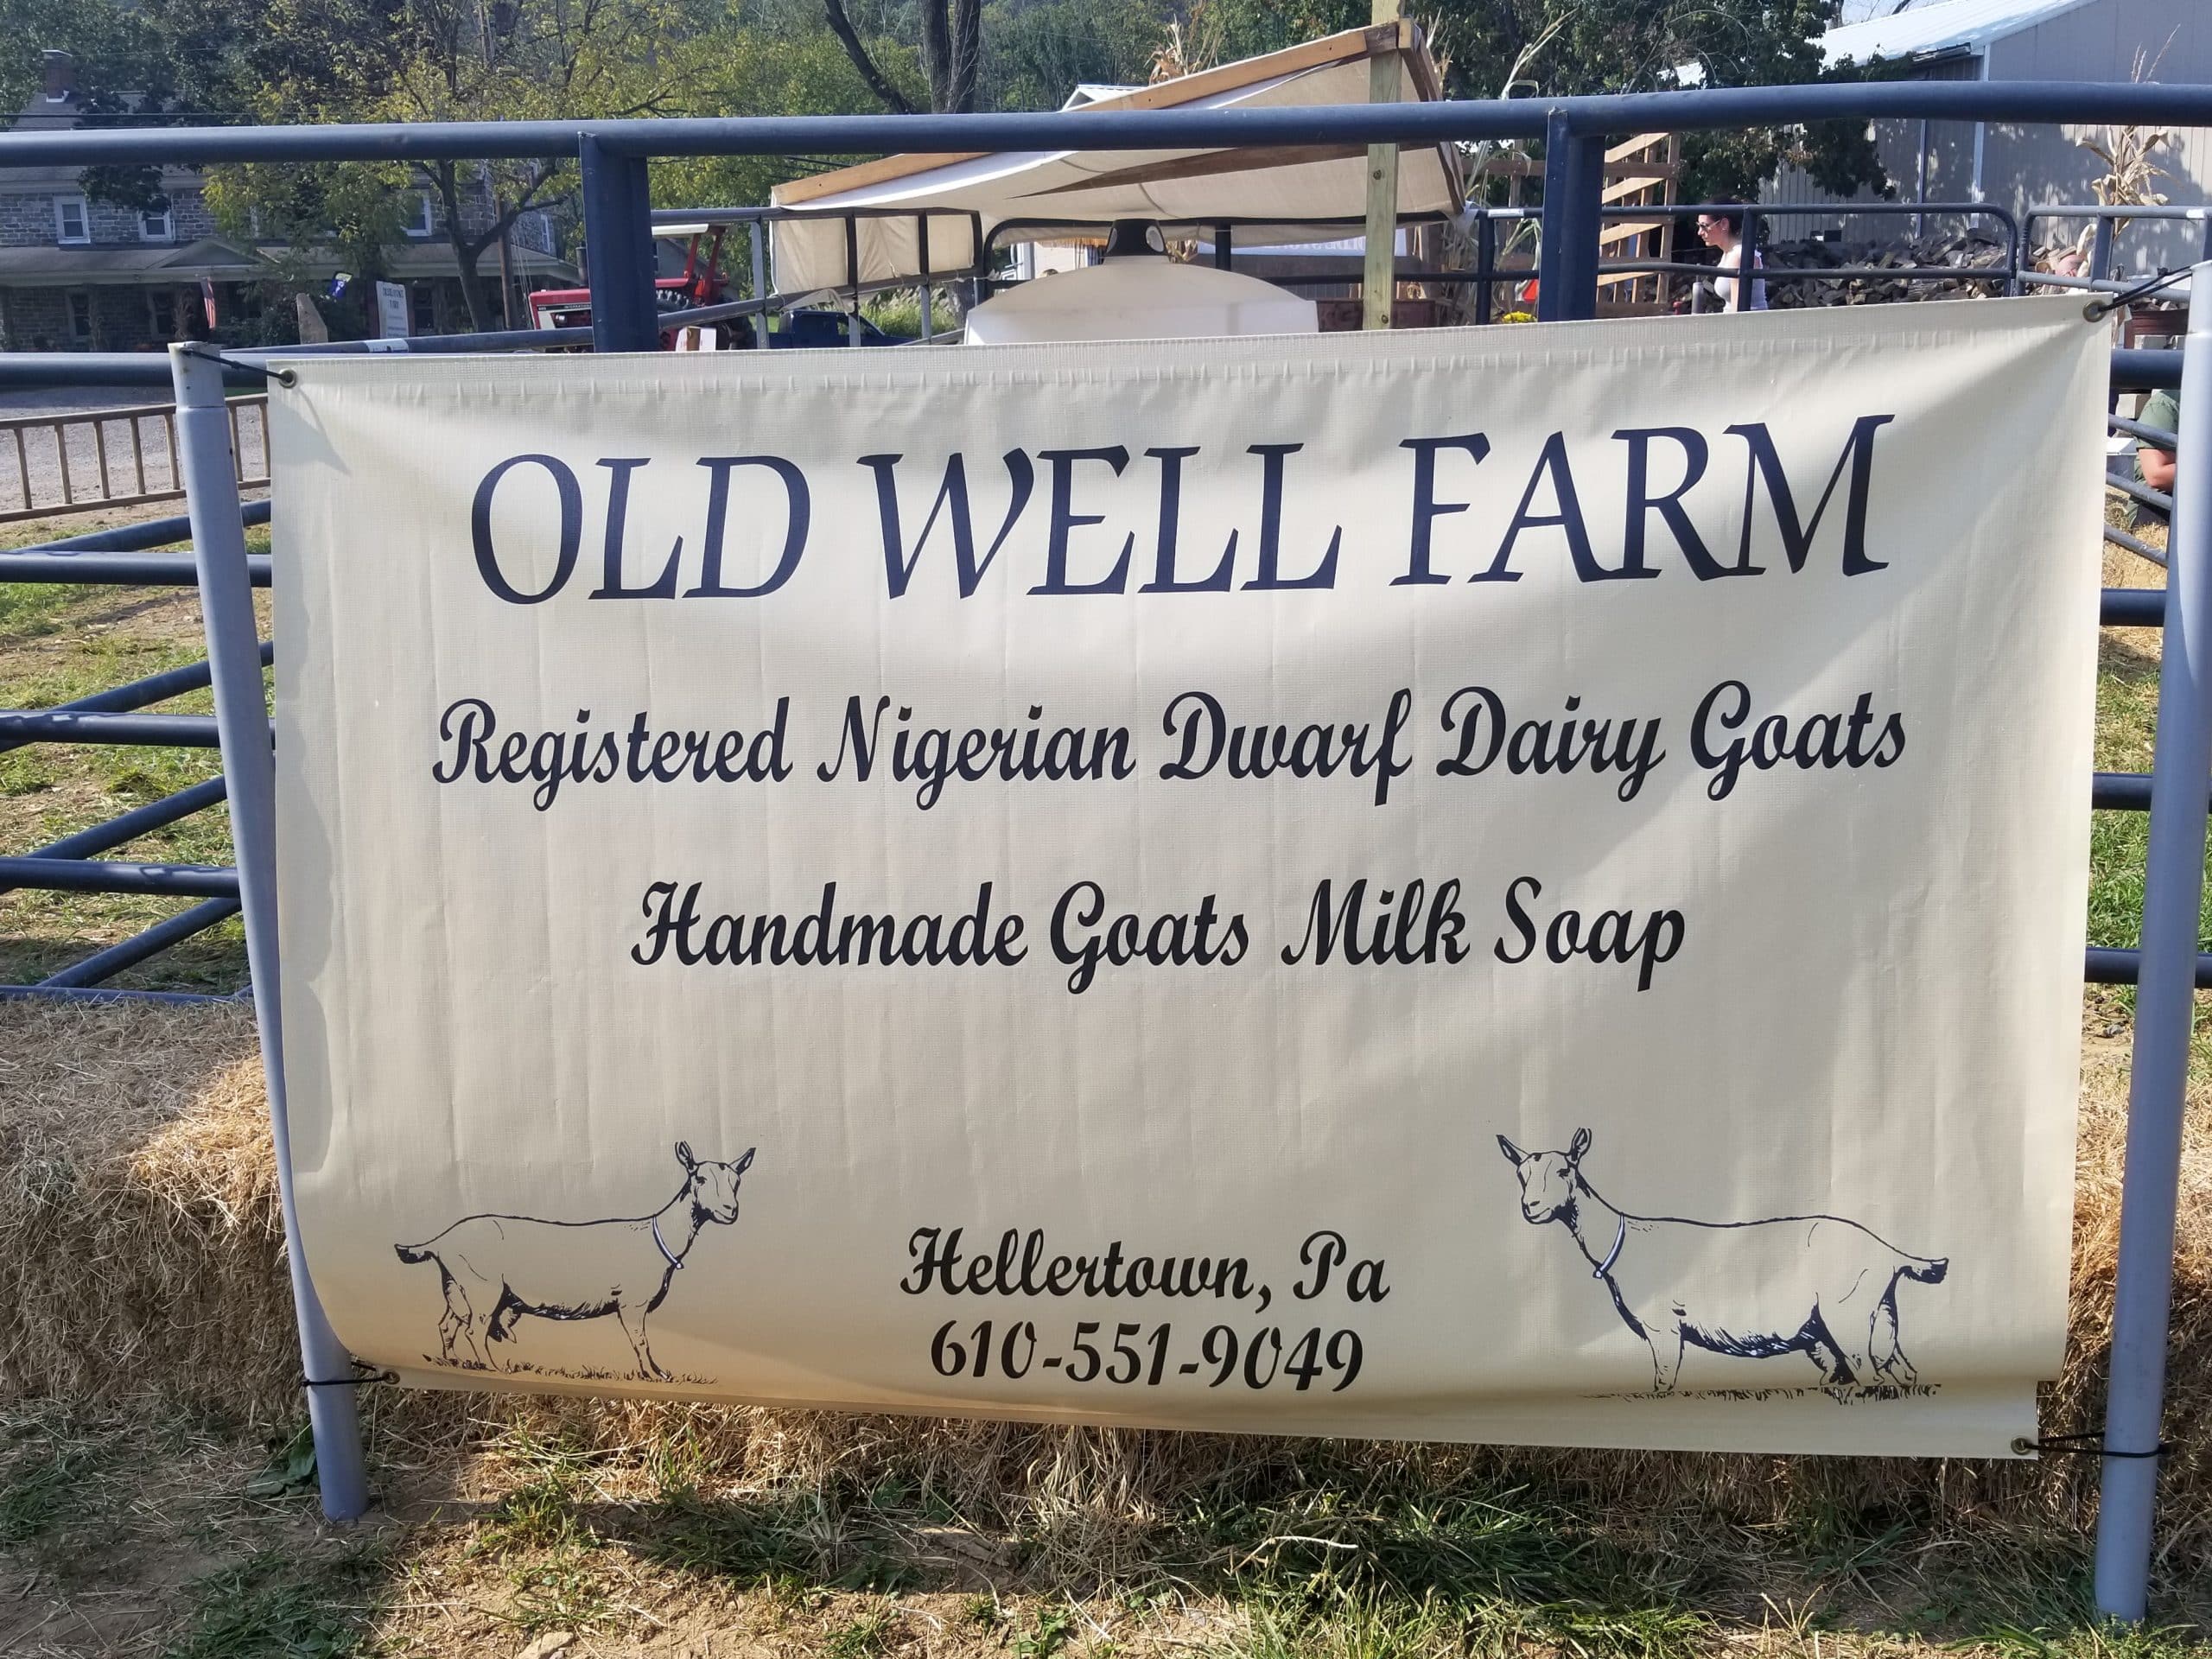 OLD WELL FARM
Registered Nigerian Dwarf Dairy Goats
Handmade Goats Milk Soap
Hellertown, Pa
610-551-9049